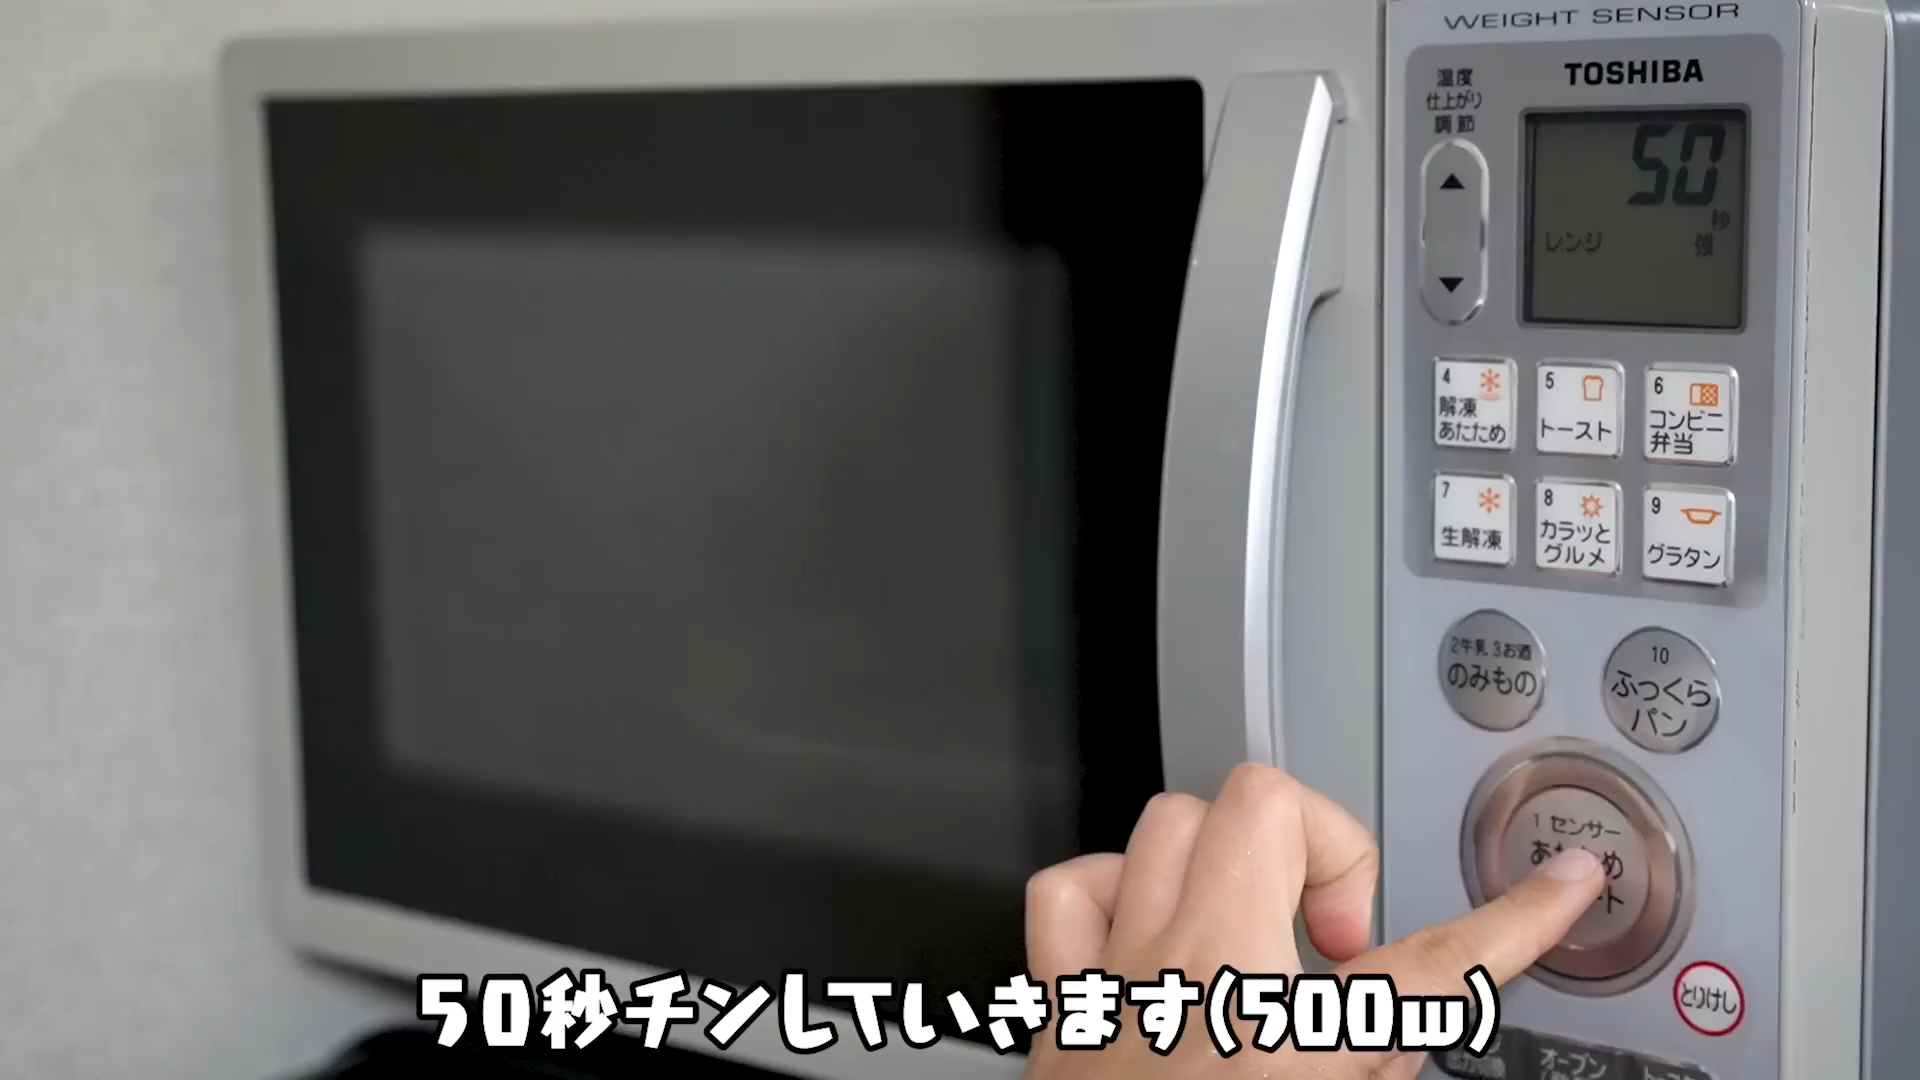 WEIGHT SENSOR
TOSHIBA
温度
仕上がり
調節
50
秒
レンジ 強
4
解凍
あたため
5
トースト
6
コンビニ
弁当
7
生解凍
8
カラッと
グルメ
9
グラタン
2牛乳 3お酒
のみもの
10
ふっくら
パン
1 センサー
とりけし
50秒チンしていきます(500w)
オーブン